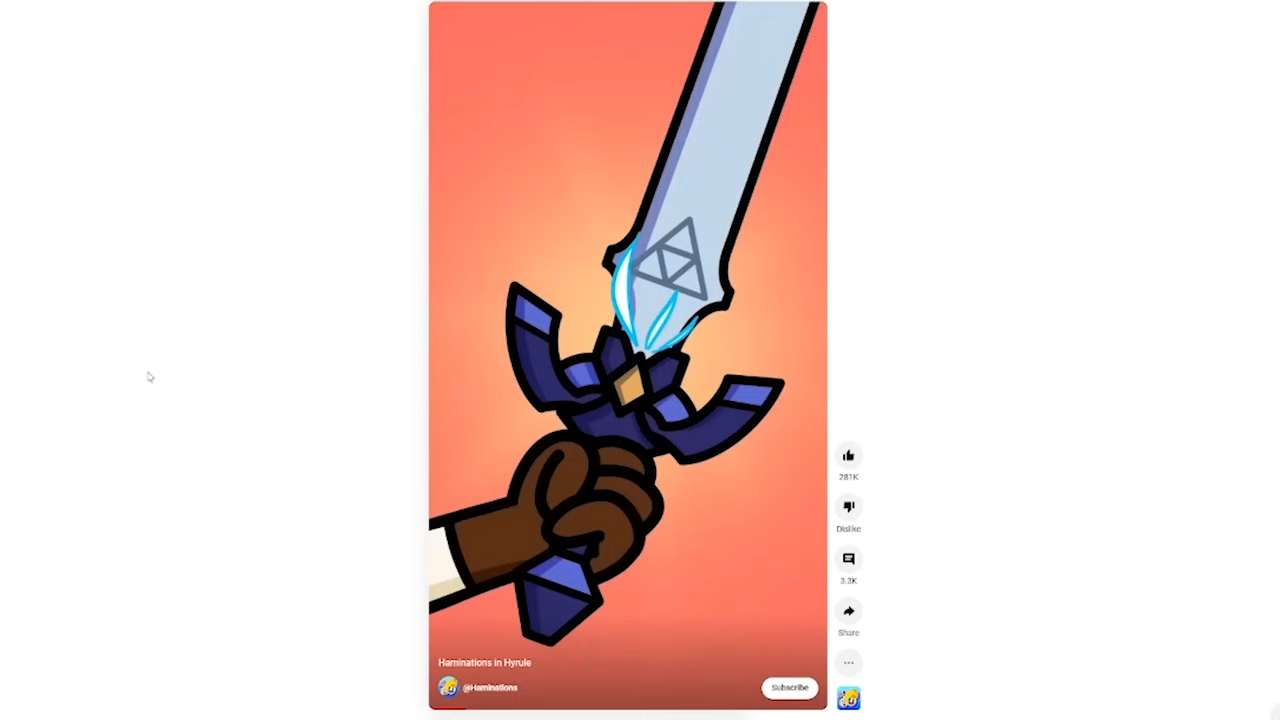 281K
Dislike
3.3K
Share
Haminations in Hyrule
@Haminations
Subscribe